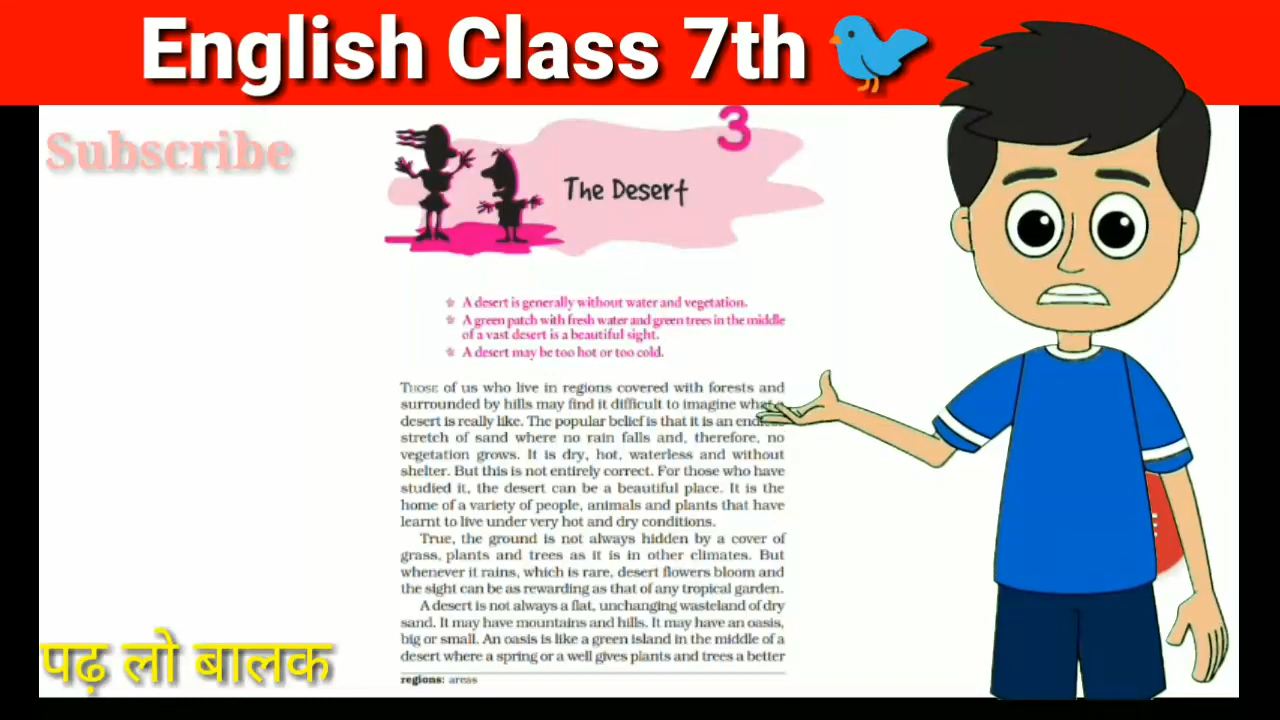 English Class 7th
Subscribe
3
The Desert
A desert is generally without water and vegetation.
A green patch with fresh water and green trees in the middle
of a vast desert is a beautiful sight.
A desert may be too hot or too cold.
THOSE of us who live in regions covered with forests and
surrounded by hills may find it difficult to imagine what a
desert is really like. The popular belief is that it is an endless
stretch of sand where no rain falls and, therefore, no
vegetation grows. It is dry, hot, waterless and without
shelter. But this is not entirely correct. For those who have
studied it, the desert can be a beautiful place. It is the
home of a variety of people, animals and plants that have
learnt to live under very hot and dry conditions.
True, the ground is not always hidden by a cover of
grass, plants and trees as it is in other climates. But
whenever it rains, which is rare, desert flowers bloom and
the sight can be as rewarding as that of any tropical garden.
A desert is not always a flat, unchanging wasteland of dry
sand. It may have mountains and hills. It may have an oasis,
big or small. An oasis is like a green island in the middle of a
desert where a spring or a well gives plants and trees a better
regions: areas
पढ़ लो बालक